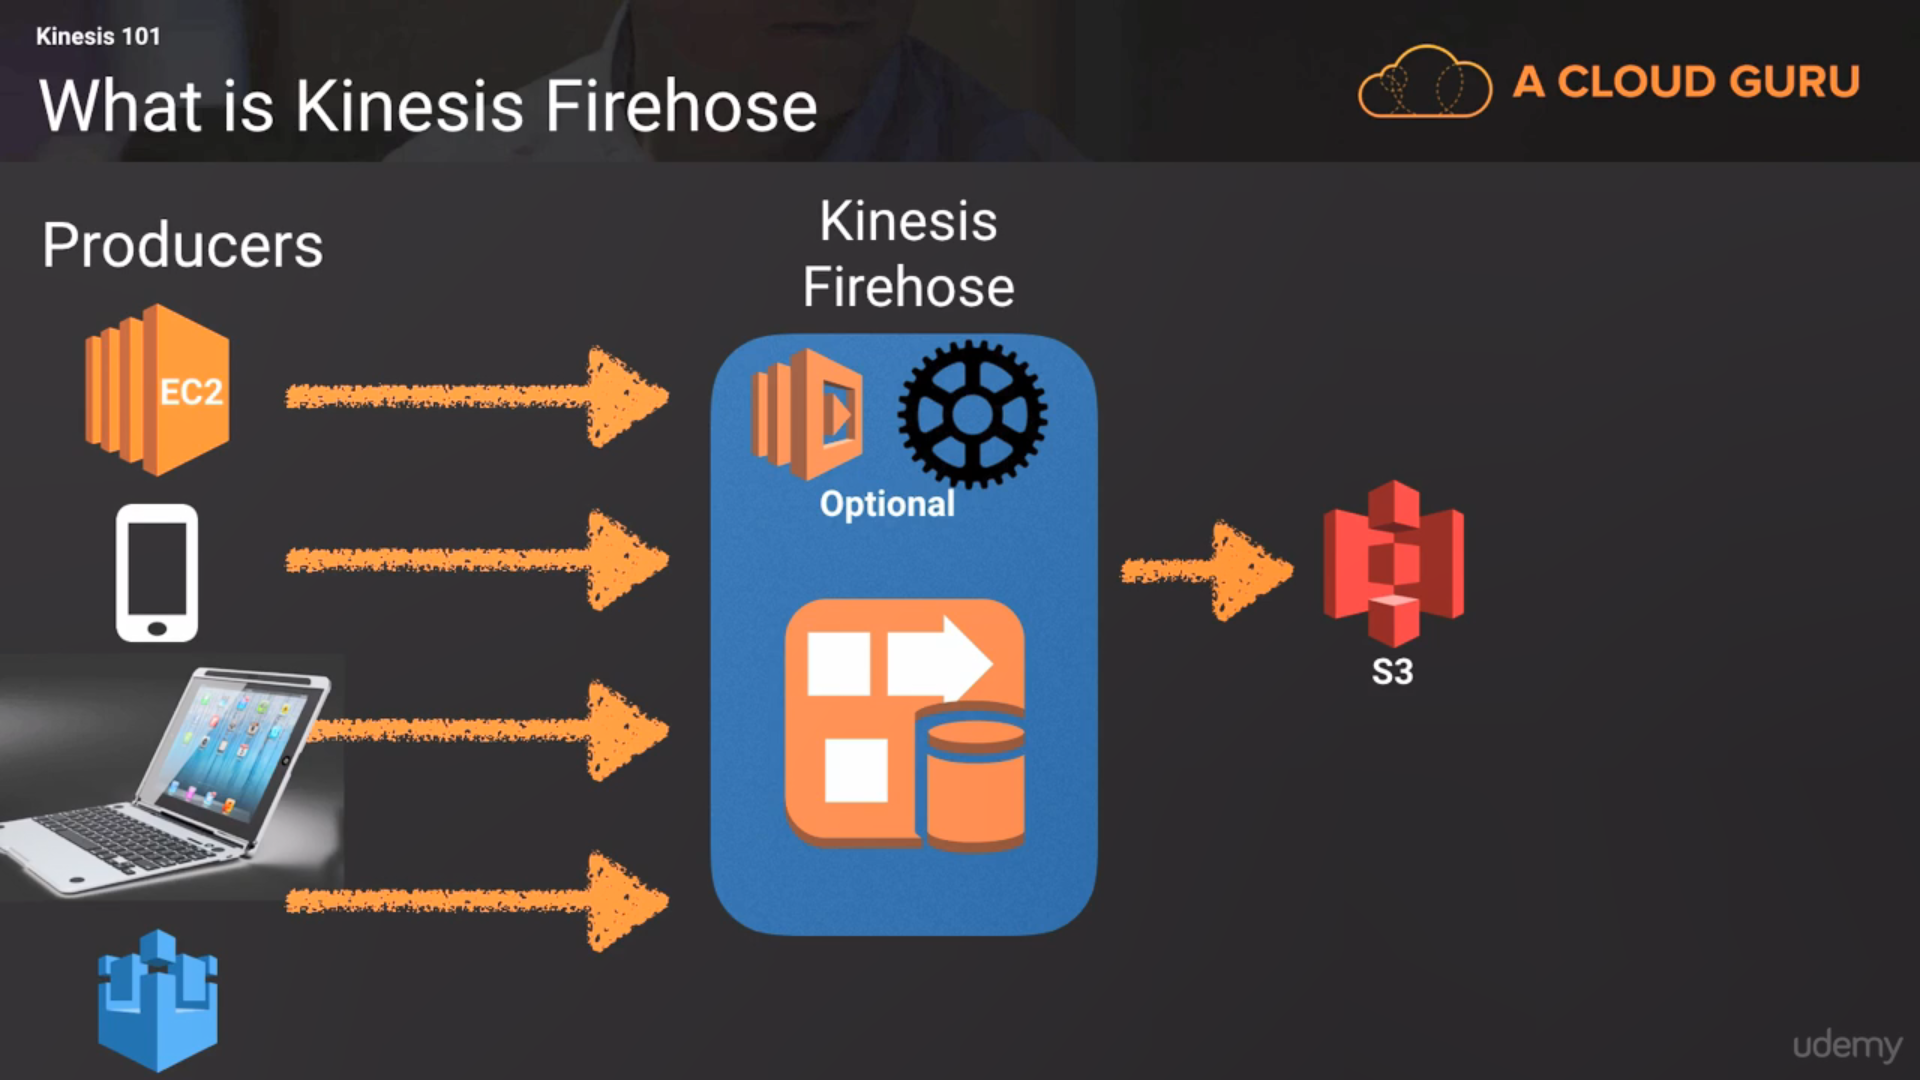 Kinesis 101
What is Kinesis Firehose
A CLOUD GURU
Producers
Kinesis
Firehose
EC2
Optional
S3
udemy